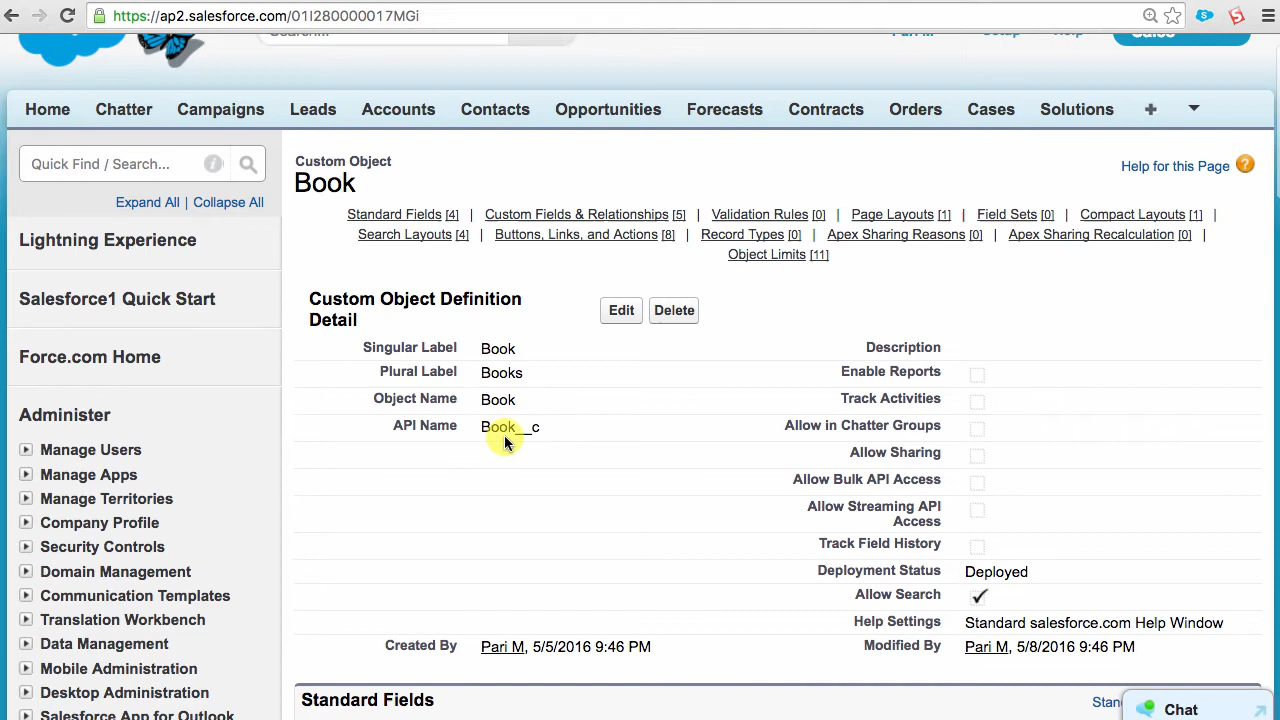 https://ap2.salesforce.com/01I280000017MGi
Search...
Pari M...
Setup
Help
Sales
Home
Chatter
Campaigns
Leads
Accounts
Contacts
Opportunities
Forecasts
Contracts
Orders
Cases
Solutions
+
Quick Find / Search...
Expand All | Collapse All
Lightning Experience
Salesforce1 Quick Start
Force.com Home
Administer
Manage Users
Manage Apps
Manage Territories
Company Profile
Security Controls
Domain Management
Communication Templates
Translation Workbench
Data Management
Mobile Administration
Desktop Administration
Salesforce App for Outlook
Custom Object
Book
Help for this Page
Standard Fields [4] | Custom Fields & Relationships [5] | Validation Rules [0] | Page Layouts [1] | Field Sets [0] | Compact Layouts [1] |
Search Layouts [4] | Buttons, Links, and Actions [8] | Record Types [0] | Apex Sharing Reasons [0] | Apex Sharing Recalculation [0] |
Object Limits [11]
Custom Object Definition
Detail
Edit
Delete
Singular Label Book
Description
Plural Label Books
Enable Reports
Object Name Book
Track Activities
API Name Book__c
Allow in Chatter Groups
Allow Sharing
Allow Bulk API Access
Allow Streaming API
Access
Track Field History
Deployment Status Deployed
Allow Search
Help Settings Standard salesforce.com Help Window
Created By Pari M, 5/5/2016 9:46 PM
Modified By Pari M, 5/8/2016 9:46 PM
Standard Fields
Chat